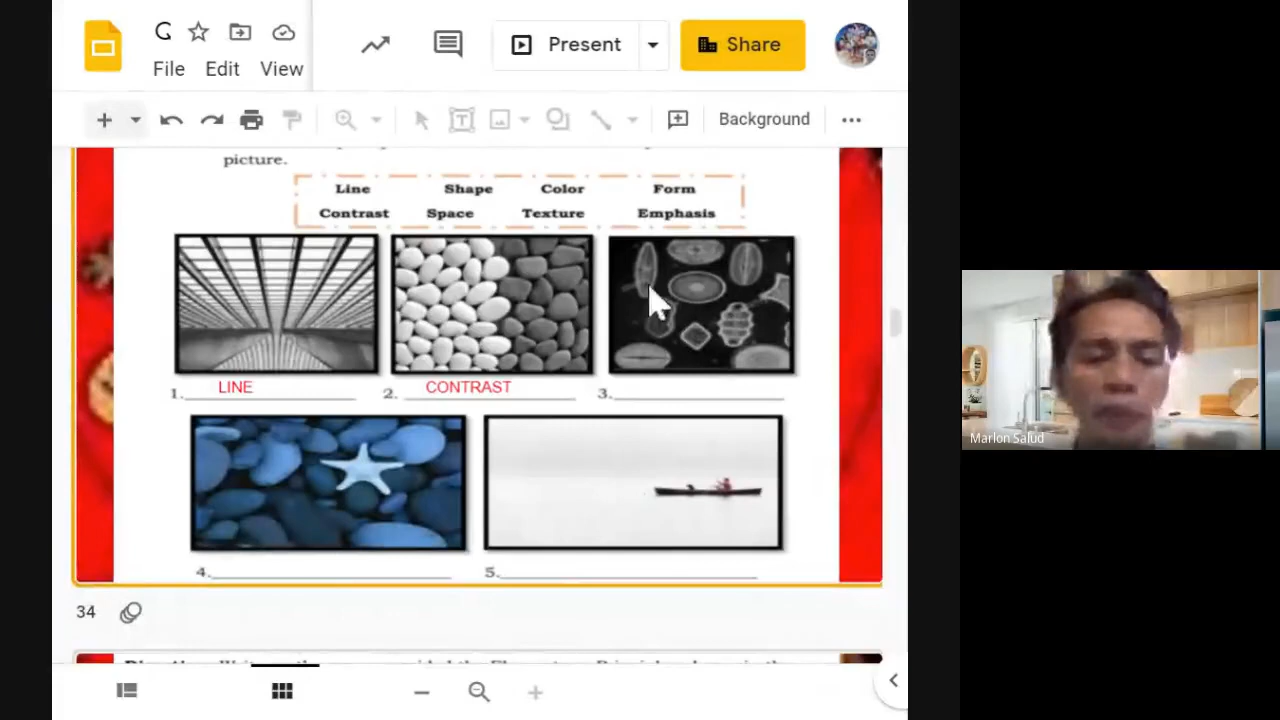 File Edit View
Present
Share
Background
picture.
Line Shape Color Form
Contrast Space Texture Emphasis
1. LINE
2. CONTRAST
3.
4.
5.
34
Marlon Salud